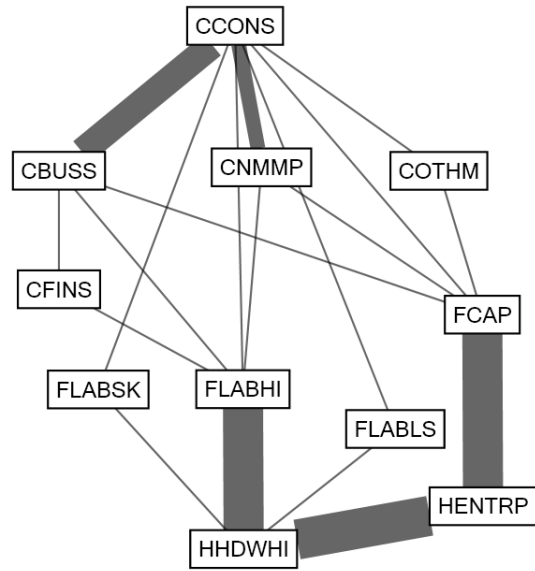 CCONS
CBUSS
CNMMP
COTHM
CFINS
FCAP
FLABSK
FLABHI
FLABLS
HENTRP
HHDWHI